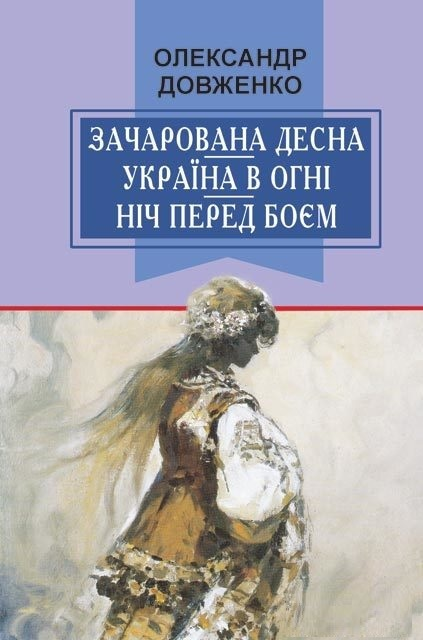 ОЛЕКСАНДР
ДОВЖЕНКО
ЗАЧАРОВАНА ДЕСНА
УКРАЇНА В ОГНІ
НІЧ ПЕРЕД БОЄМ